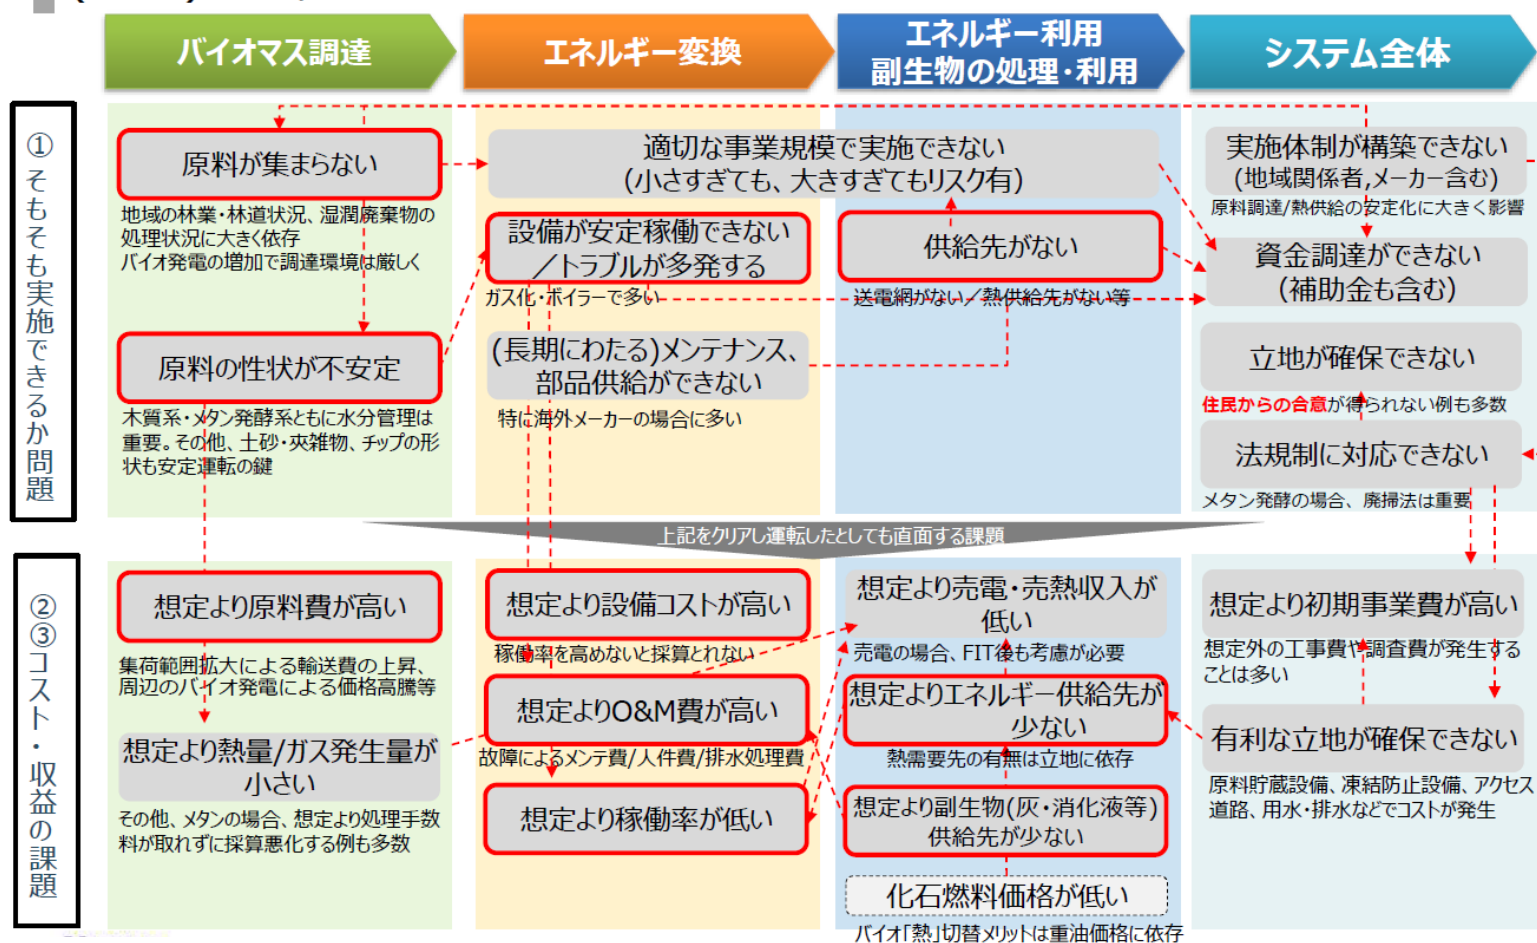 バイオマス調達
エネルギー変換
エネルギー利用
副生物の処理・利用
システム全体
①そもそも実施できるか問題
原料が集まらない
地域の林業・林道状況、湿潤廃棄物の
処理状況に大きく依存
バイオ発電の増加で調達環境は厳しく
原料の性状が不安定
木質系・メタン発酵系ともに水分管理は
重要。その他、土砂・夾雑物、チップの形
状も安定運転の鍵
適切な事業規模で実施できない
(小さすぎても、大きすぎてもリスク有)
設備が安定稼働できない
／トラブルが多発する
ガス化・ボイラーで多い
(長期にわたる)メンテナンス、
部品供給ができない
特に海外メーカーの場合に多い
供給先がない
送電網がない／熱供給先がない等
実施体制が構築できない
(地域関係者,メーカー含む)
原料調達/熱供給の安定化に大きく影響
資金調達ができない
(補助金も含む)
立地が確保できない
住民からの合意が得られない例も多数
法規制に対応できない
メタン発酵の場合、廃掃法は重要
上記をクリアし運転したとしても直面する課題
②③コスト・収益の課題
想定より原料費が高い
集荷範囲拡大による輸送費の上昇、
周辺のバイオ発電による価格高騰等
想定より熱量/ガス発生量が
小さい
その他、メタンの場合、想定より処理手数
料が取れずに採算悪化する例も多数
想定より設備コストが高い
稼働率を高めないと採算とれない
想定よりO&M費が高い
故障によるメンテ費/人件費/排水処理費
想定より稼働率が低い
想定より売電・売熱収入が
低い
売電の場合、FIT後も考慮が必要
想定よりエネルギー供給先が
少ない
熱需要先の有無は立地に依存
想定より副生物(灰・消化液等)
供給先が少ない
化石燃料価格が低い
バイオ「熱」切替メリットは重油価格に依存
想定より初期事業費が高い
想定外の工事費や調査費が発生する
ことは多い
有利な立地が確保できない
原料貯蔵設備、凍結防止設備、アクセス
道路、用水・排水などでコストが発生